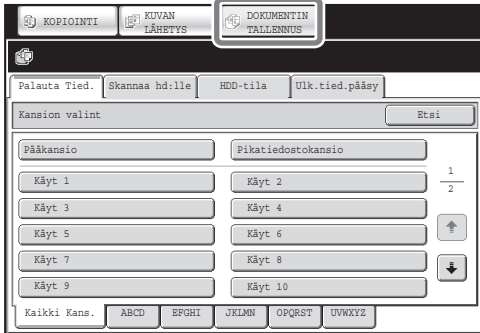 KOPIOINTI
KUVAN
LÄHETYS
DOKUMENTIN
TALLENNUS
Palauta Tied. Skannaa hd:lle HDD-tila Ulk.tied.pääsy
Kansion valint Etsi
Pääkansio Pikatiedostokansio
Käyt 1 Käyt 2
1
2
Käyt 3 Käyt 4
Käyt 5 Käyt 6
Käyt 7 Käyt 8
Käyt 9 Käyt 10
Kaikki Kans. ABCD EFGHI JKLMN OPQRST UVWXYZ